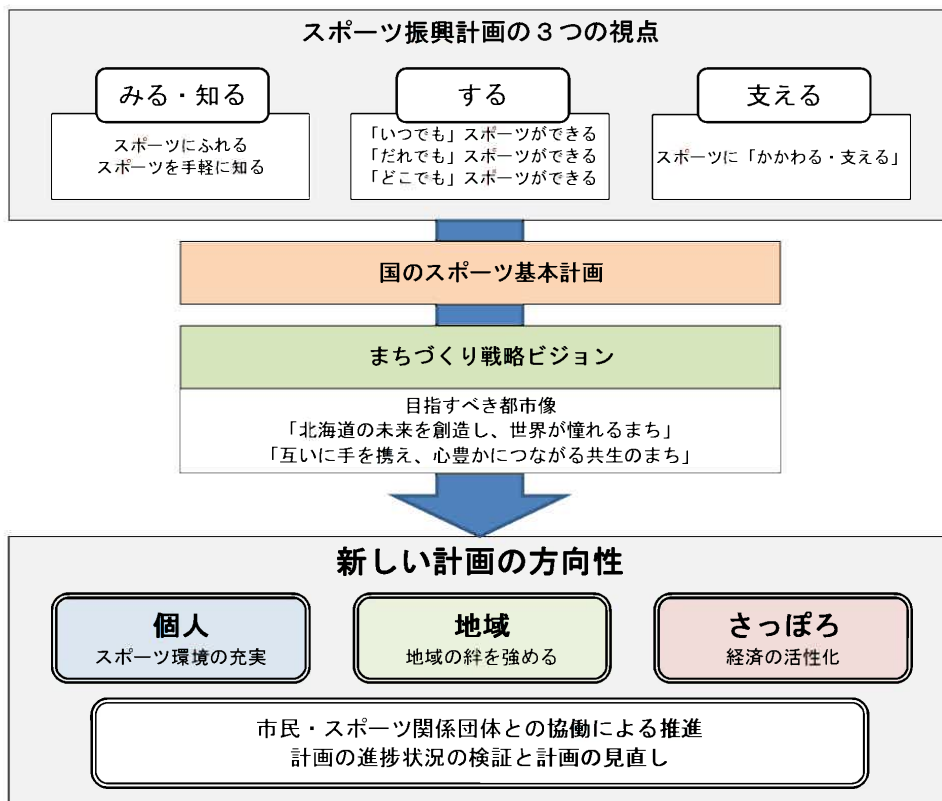 スポーツ振興計画の３つの視点
みる・知る
スポーツにふれる
スポーツを手軽に知る
する
「いつでも」スポーツができる
「だれでも」スポーツができる
「どこでも」スポーツができる
支える
スポーツに「かかわる・支える」
国のスポーツ基本計画
まちづくり戦略ビジョン
目指すべき都市像
「北海道の未来を創造し、世界が憧れるまち」
「互いに手を携え、心豊かにつながる共生のまち」
新しい計画の方向性
個人
スポーツ環境の充実
地域
地域の絆を強める
さっぽろ
経済の活性化
市民・スポーツ関係団体との協働による推進
計画の進捗状況の検証と計画の見直し